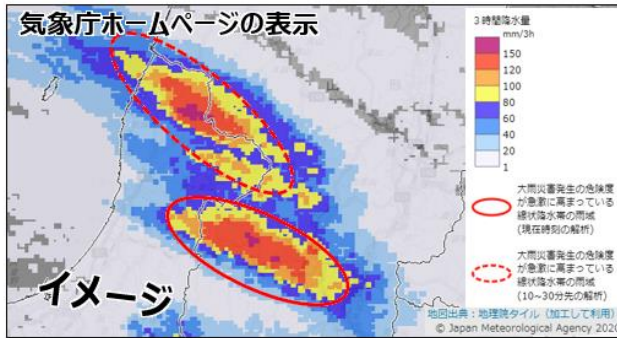 気象庁ホームページの表示
イメージ
3時間降水量
mm/3h
150
120
100
80
60
40
20
1
大雨災害発生の危険度
が急激に高まっている
線状降水帯の雨域
(現在時刻の解析)
大雨災害発生の危険度
が急激に高まっている
線状降水帯の雨域
(10~30分先の解析)
地図出典：地理院タイル（加工して利用）
© Japan Meteorological Agency 2020